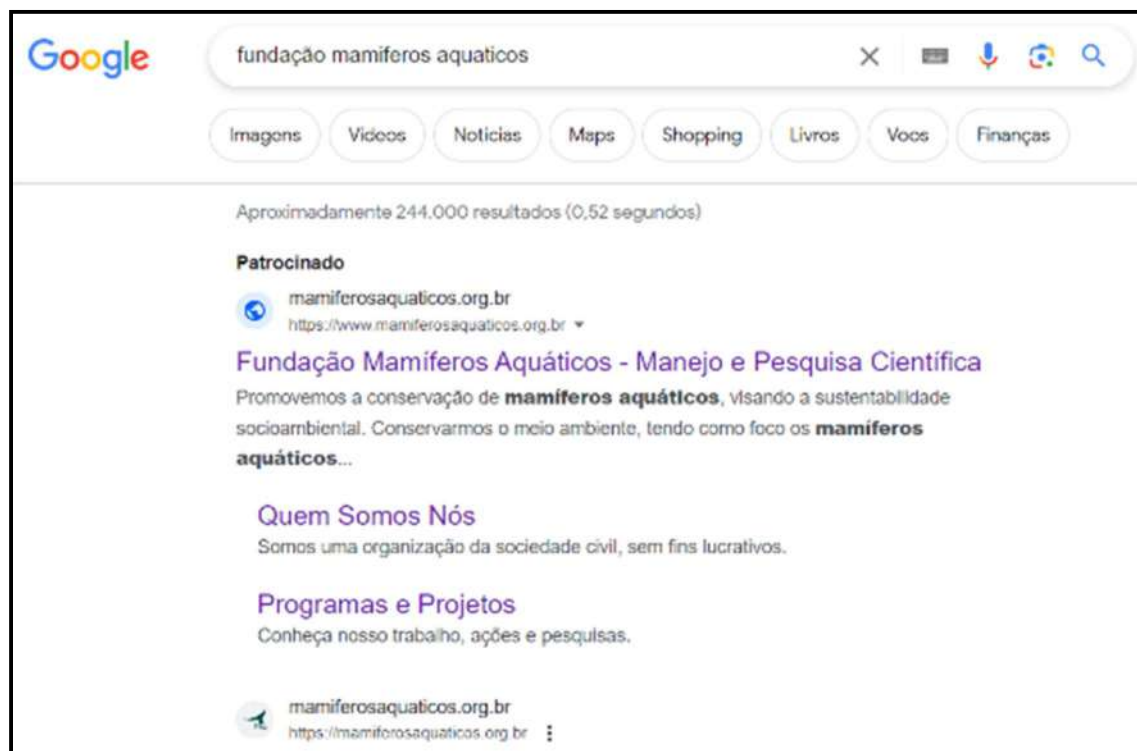 Google
fundação mamiferos aquaticos
Imagens Vídeos Notícias Maps Shopping Livros Voos Finanças
Aproximadamente 244.000 resultados (0,52 segundos)
Patrocinado
mamiferosaquaticos.org.br
https://www.mamiferosaquaticos.org.br
Fundação Mamíferos Aquáticos - Manejo e Pesquisa Científica
Promovemos a conservação de mamíferos aquáticos, visando a sustentabilidade
socioambiental. Conservarmos o meio ambiente, tendo como foco os mamíferos
aquáticos...
Quem Somos Nós
Somos uma organização da sociedade civil, sem fins lucrativos.
Programas e Projetos
Conheça nosso trabalho, ações e pesquisas.
mamiferosaquaticos.org.br
https://mamiferosaquaticos.org.br